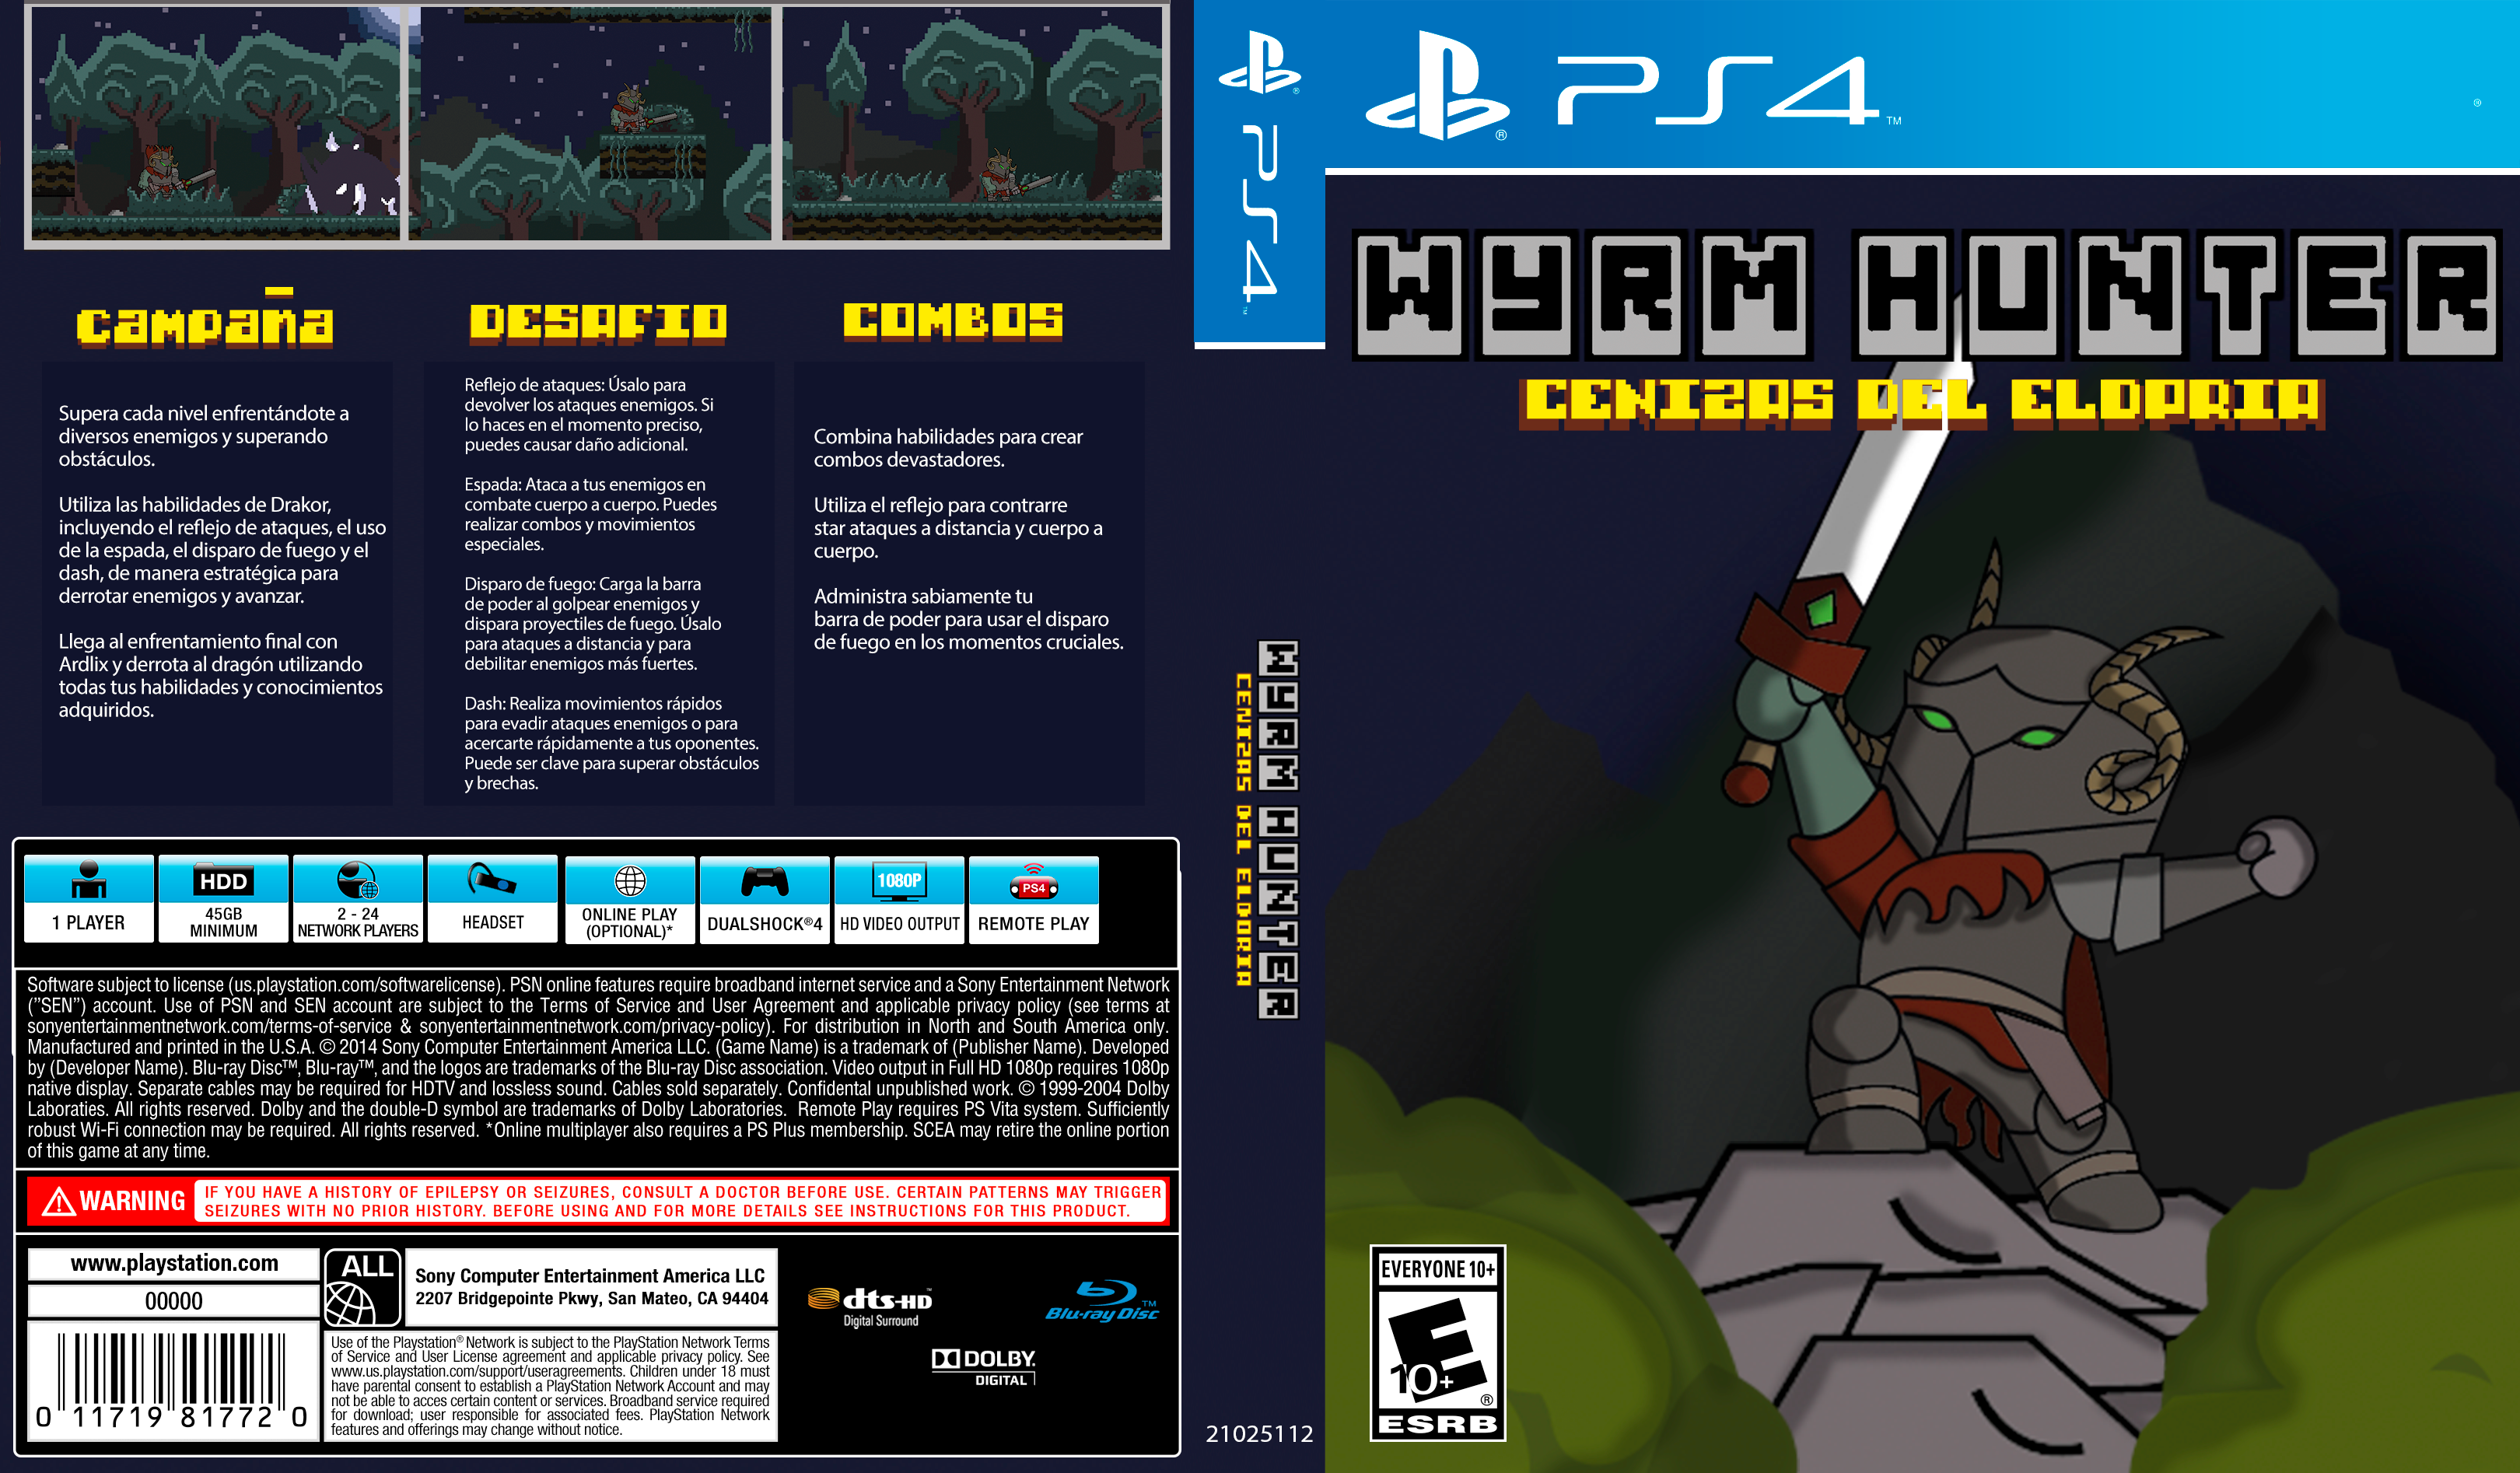 campaña
DESAFIO
COMBOS
Supera cada nivel enfrentándote a
diversos enemigos y superando
obstáculos.
Utiliza las habilidades de Drakor,
incluyendo el reflejo de ataques, el uso
de la espada, el disparo de fuego y el
dash, de manera estratégica para
derrotar enemigos y avanzar.
Llega al enfrentamiento final con
Ardlix y derrota al dragón utilizando
todas tus habilidades y conocimientos
adquiridos.
Reflejo de ataques: Úsalo para
devolver los ataques enemigos. Si
lo haces en el momento preciso,
puedes causar daño adicional.
Espada: Ataca a tus enemigos en
combate cuerpo a cuerpo. Puedes
realizar combos y movimientos
especiales.
Disparo de fuego: Carga la barra
de poder al golpear enemigos y
dispara proyectiles de fuego. Úsalo
para ataques a distancia y para
debilitar enemigos más fuertes.
Dash: Realiza movimientos rápidos
para evadir ataques enemigos o para
acercarte rápidamente a tus oponentes.
Puede ser clave para superar obstáculos
y brechas.
Combina habilidades para crear
combos devastadores.
Utiliza el reflejo para contrarre
star ataques a distancia y cuerpo a
cuerpo.
Administra sabiamente tu
barra de poder para usar el disparo
de fuego en los momentos cruciales.
1 PLAYER
HDD
45GB
MINIMUM
2 - 24
NETWORK PLAYERS
HEADSET
ONLINE PLAY
(OPTIONAL)*
DUALSHOCK®4
1080P
HD VIDEO OUTPUT
PS4
REMOTE PLAY
Software subject to license (us.playstation.com/softwarelicense). PSN online features require broadband internet service and a Sony Entertainment Network
("SEN") account. Use of PSN and SEN account are subject to the Terms of Service and User Agreement and applicable privacy policy (see terms at
sonyentertainmentnetwork.com/terms-of-service & sonyentertainmentnetwork.com/privacy-policy). For distribution in North and South America only.
Manufactured and printed in the U.S.A. © 2014 Sony Computer Entertainment America LLC. (Game Name) is a trademark of (Publisher Name). Developed
by (Developer Name). Blu-ray Disc™, Blu-ray™, and the logos are trademarks of the Blu-ray Disc association. Video output in Full HD 1080p requires 1080p
native display. Separate cables may be required for HDTV and lossless sound. Cables sold separately. Confidental unpublished work. © 1999-2004 Dolby
Laboraties. All rights reserved. Dolby and the double-D symbol are trademarks of Dolby Laboratories. Remote Play requires PS Vita system. Sufficiently
robust Wi-Fi connection may be required. All rights reserved. *Online multiplayer also requires a PS Plus membership. SCEA may retire the online portion
of this game at any time.
WARNING
IF YOU HAVE A HISTORY OF EPILEPSY OR SEIZURES, CONSULT A DOCTOR BEFORE USE. CERTAIN PATTERNS MAY TRIGGER
SEIZURES WITH NO PRIOR HISTORY. BEFORE USING AND FOR MORE DETAILS SEE INSTRUCTIONS FOR THIS PRODUCT.
www.playstation.com
00000
0 11719 81772 0
ALL
Sony Computer Entertainment America LLC
2207 Bridgepointe Pkwy, San Mateo, CA 94404
Use of the Playstation® Network is subject to the PlayStation Network Terms
of Service and User License agreement and applicable privacy policy. See
www.us.playstation.com/support/useragreements. Children under 18 must
have parental consent to establish a PlayStation Network Account and may
not be able to acces certain content or services. Broadband service required
for download; user responsible for associated fees. PlayStation Network
features and offerings may change without notice.
dts-HD™
Digital Surround
Blu-ray Disc™
DOLBY.
DIGITAL
PS4™
WYRM HUNTER
CENIZAS DEL ELDORIA
21025112
PS4™
®
WYRM HUNTER
CENIZAS DEL ELDORIA
EVERYONE 10+
E
10+
®
ESRB